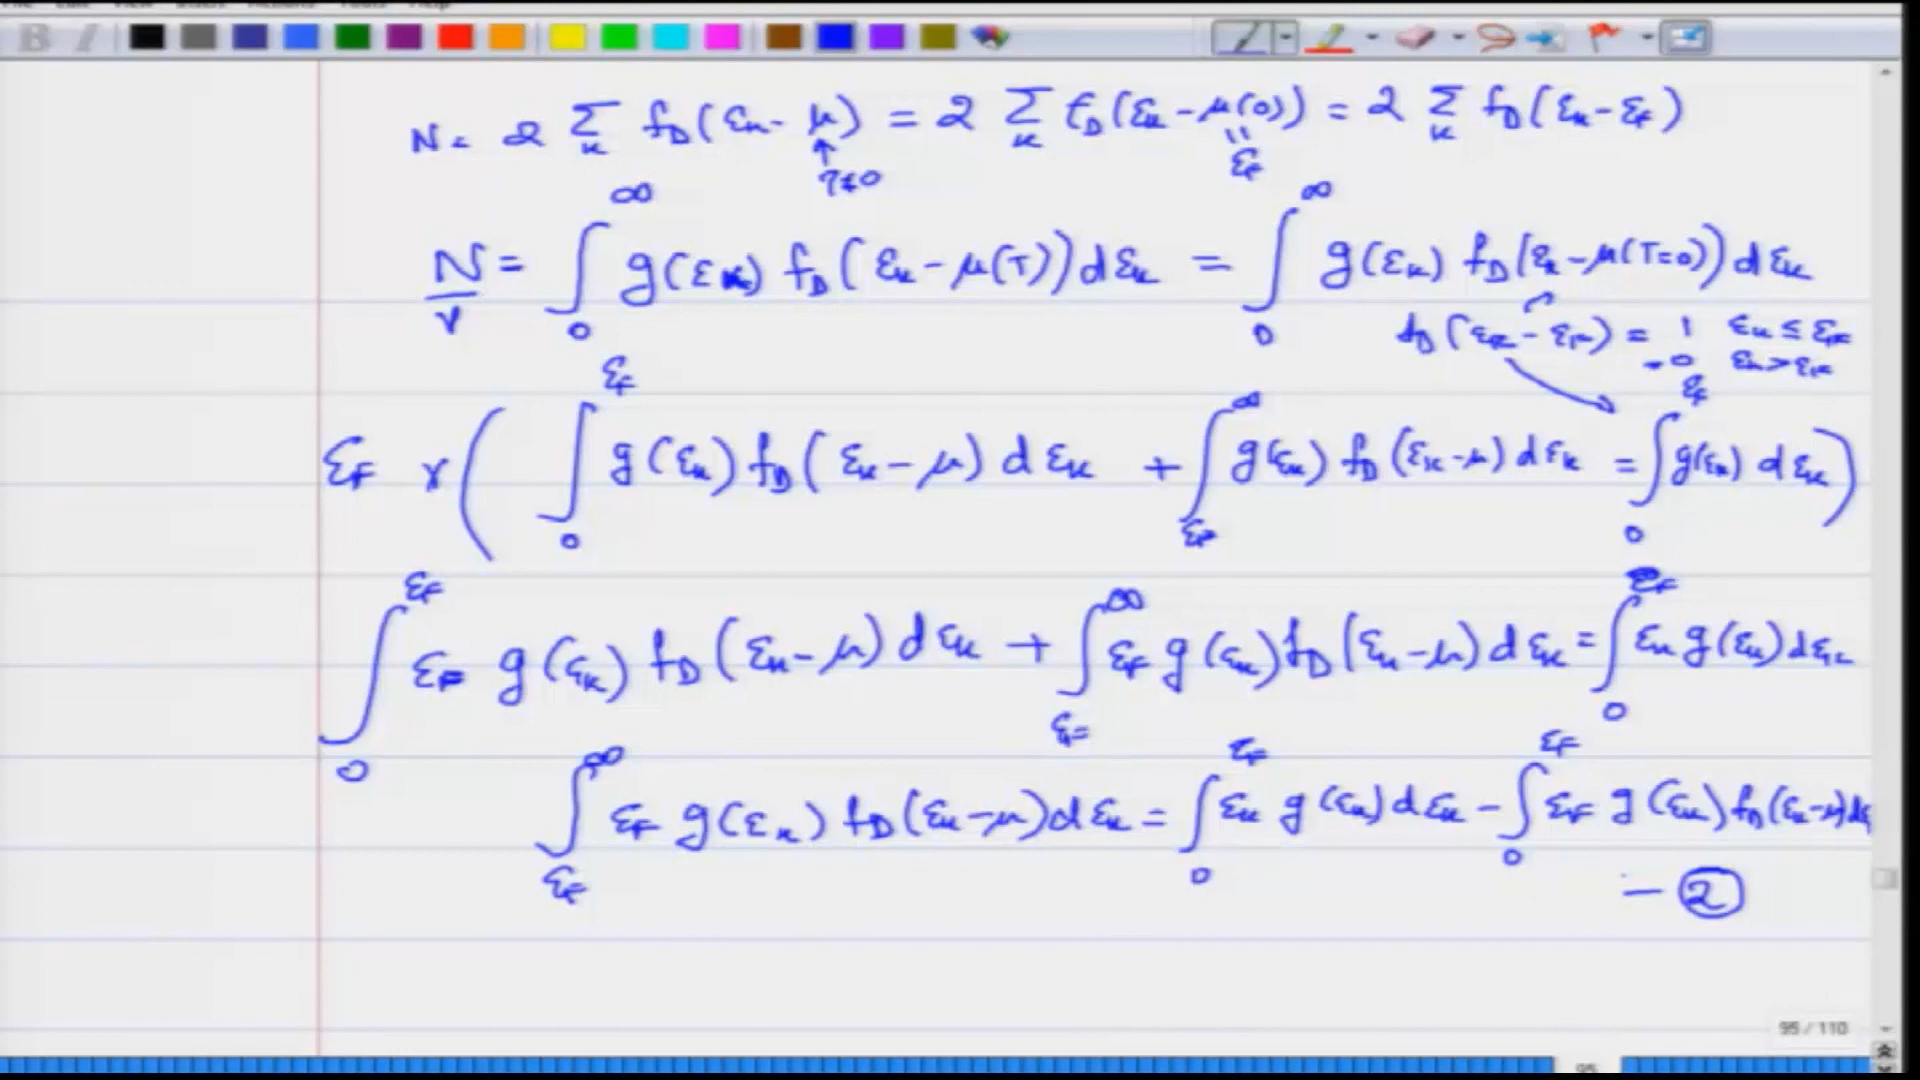 N = 2 Σ_k f_D(ε_k - μ) = 2 Σ_k f_D(ε_k - μ(0)) = 2 Σ_k f_D(ε_k - ε_F)
↑ T≠0
" ε_F
N/V = ∫_0^∞ g(ε_k) f_D(ε_k - μ(T)) dε_k = ∫_0^∞ g(ε_k) f_D(ε_k - μ(T=0)) dε_k
f_D(ε_k - ε_F) = 1 ε_k ≤ ε_F
= 0 ε_k > ε_F
ε_F × ( ∫_0^{ε_F} g(ε_k) f_D(ε_k - μ) dε_k + ∫_{ε_F}^∞ g(ε_k) f_D(ε_k - μ) dε_k = ∫_0^{ε_F} g(ε_k) dε_k )
∫_0^{ε_F} ε_F g(ε_k) f_D(ε_k - μ) dε_k + ∫_{ε_F}^∞ ε_F g(ε_k) f_D(ε_k - μ) dε_k = ∫_0^{ε_F} ε_k g(ε_k) dε_k
∫_{ε_F}^∞ ε_F g(ε_k) f_D(ε_k - μ) dε_k = ∫_0^{ε_F} ε_k g(ε_k) dε_k - ∫_0^{ε_F} ε_F g(ε_k) f_D(ε_k - μ) dε
— ②
95 / 110
95